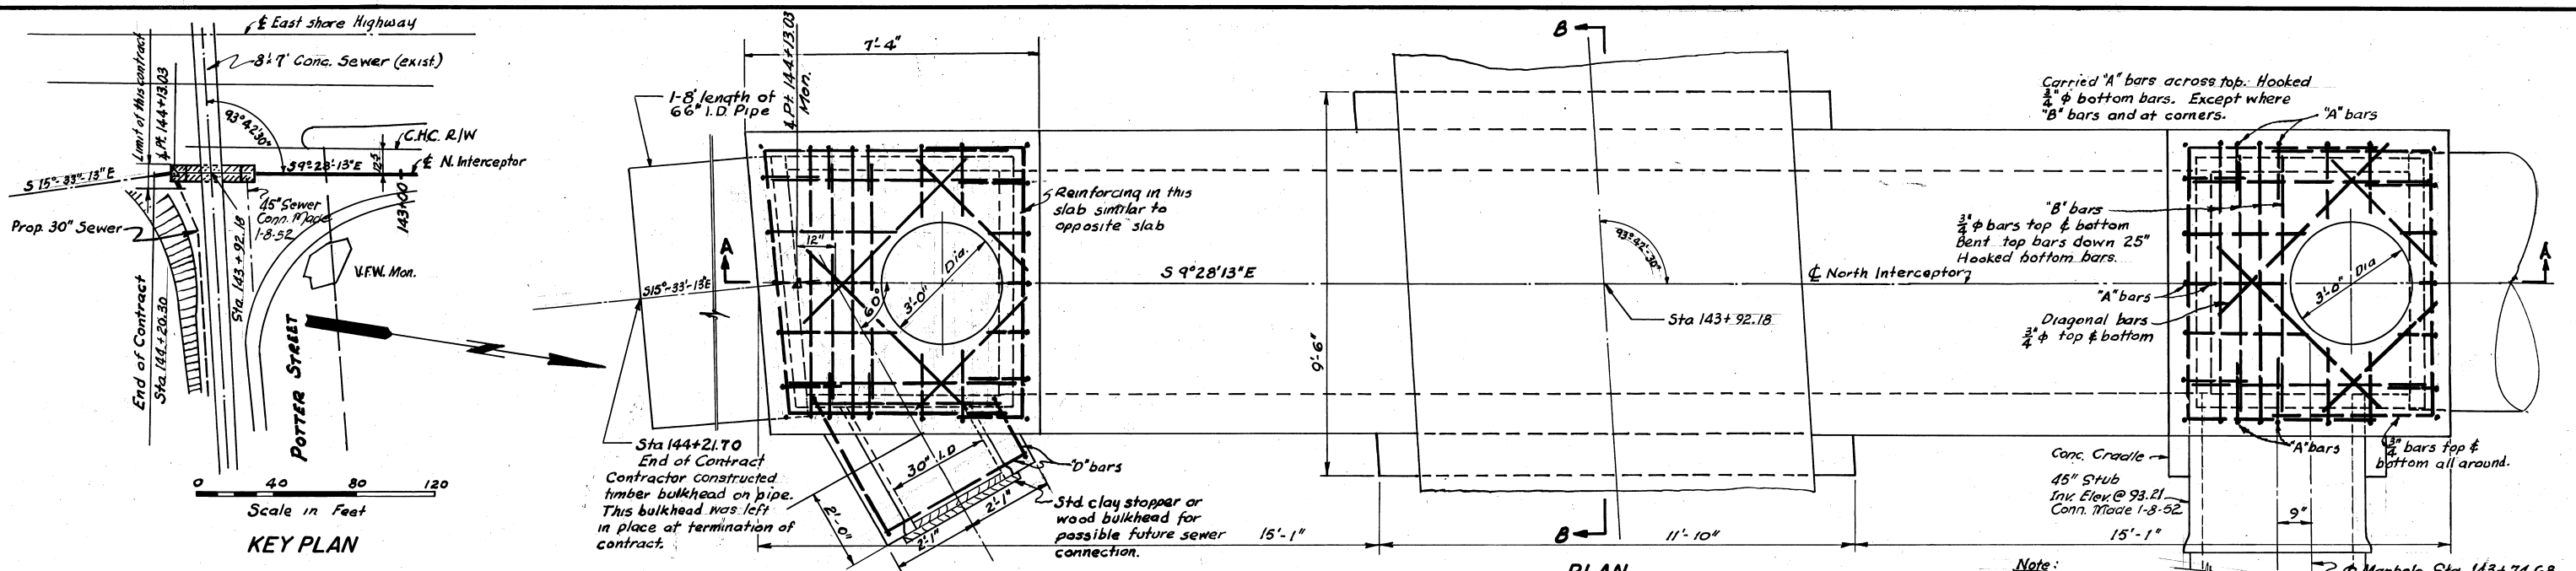 ℄ East shore Highway
8'-7' Conc. Sewer (exist.)
Limit of this contract
∡ Pt. 144+13.03
93°42'30"
C.H.C. R/W
S9°28'-13"E
12.5
℄ N. Interceptor
S 15°-33'-13"E
45" Sewer
Conn. Made
1-8-52
143+00
Prop. 30" Sewer
Sta. 143+92.18
V.F.W. Mon.
End of Contract
Sta 144+20.30
POTTER STREET
0 40 80 120
Scale in Feet
KEY PLAN
7'-4"
∡ Pt. 144+13.03
Mon.
1-8' length of
66" I.D. Pipe
Reinforcing in this
slab similar to
opposite slab
12"
A
3'-0" Dia.
60°
S15°-33'-13"E
S 9°28'13"E
Sta 144+21.70
End of Contract
Contractor constructed
timber bulkhead on pipe.
This bulkhead was left
in place at termination of
contract.
30" I.D
"D" bars
2'-0"
2'-1"
2'-1"
Std. clay stopper or
wood bulkhead for
possible future sewer
connection.
15'-1"
B
9'-6"
93°-42'-30"
Sta 143+92.18
℄ North Interceptor
B
11'-10"
PLAN
Carried "A" bars across top. Hooked
3/4" ϕ bottom bars. Except where
"B" bars and at corners.
"A" bars
"B" bars
3/4" ϕ bars top & bottom
Bent top bars down 25"
Hooked bottom bars.
"A" bars
Diagonal bars
3/4" ϕ top & bottom
3'-0" Dia
A
"A" bars
3/4" bars top &
bottom all around.
Conc. Cradle
45" Stub
Inv. Elev. @ 93.21
Conn. Made 1-8-52
9"
15'-1"
Note:
Manhole Sta. 143+74.68